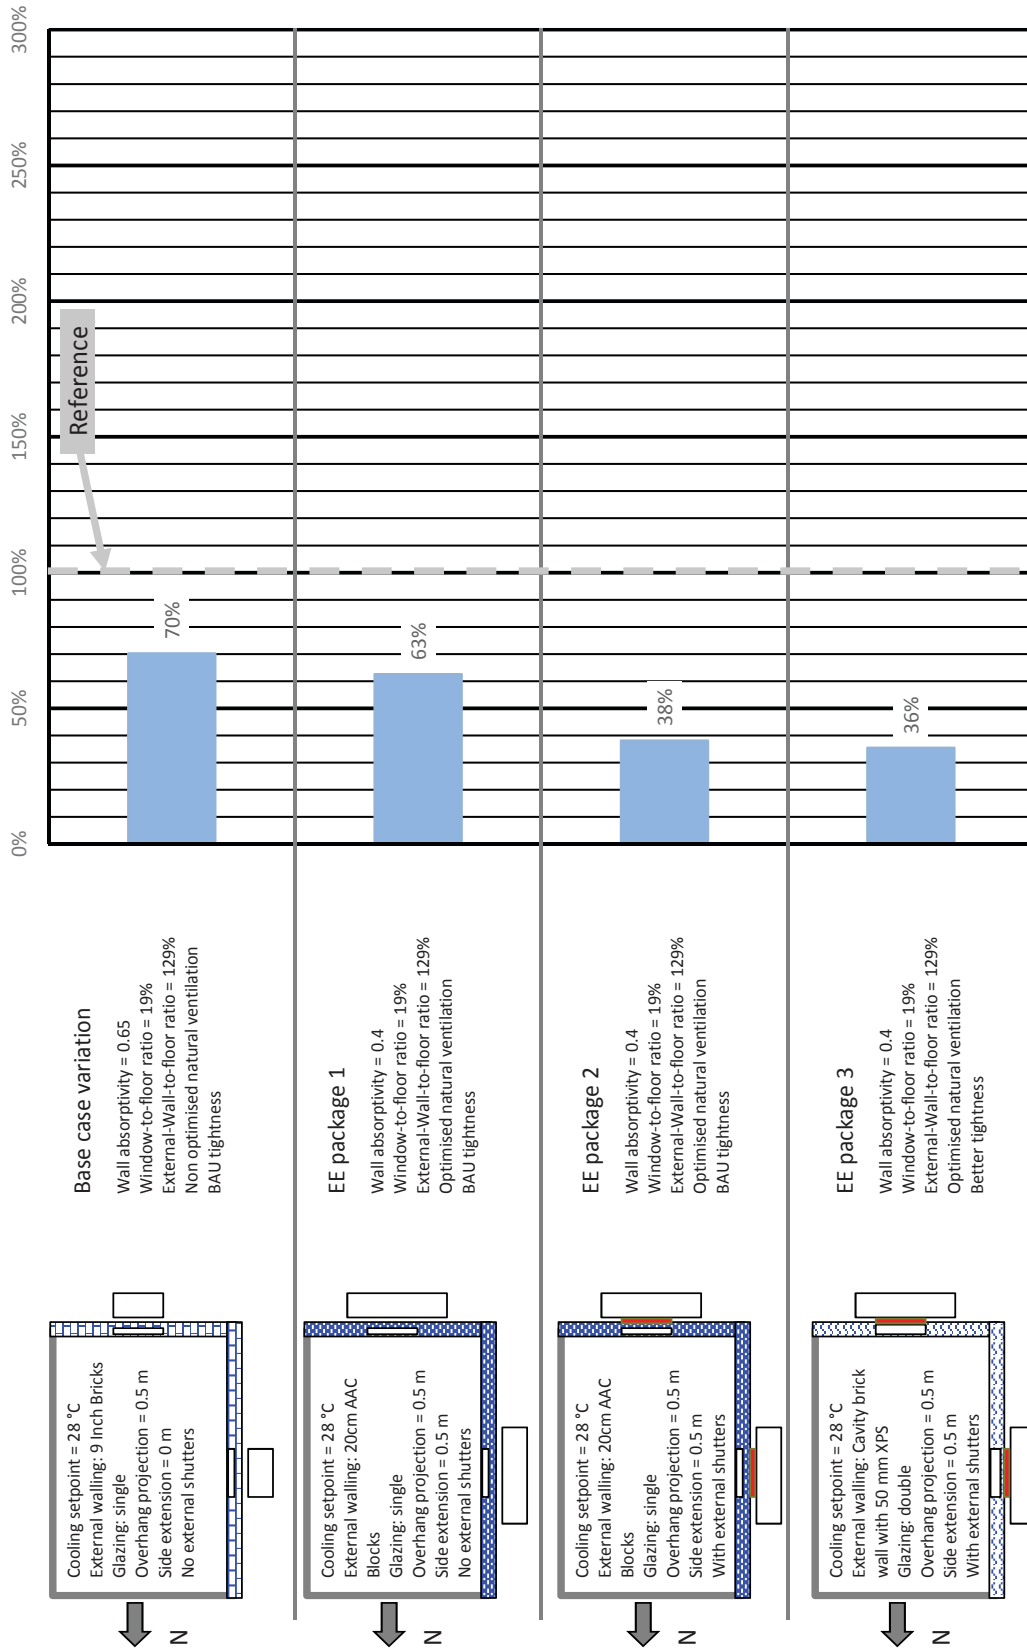 0%
50%
100%
150%
200%
250%
300%
Reference
Cooling setpoint = 28 °C
External walling: 9 Inch Bricks
Glazing: single
Overhang projection = 0.5 m
Side extension = 0 m
No external shutters
N
Base case variation
Wall absorptivity = 0.65
Window-to-floor ratio = 19%
External-Wall-to-floor ratio = 129%
Non optimised natural ventilation
BAU tightness
70%
Cooling setpoint = 28 °C
External walling: 20cm AAC
Blocks
Glazing: single
Overhang projection = 0.5 m
Side extension = 0.5 m
No external shutters
N
EE package 1
Wall absorptivity = 0.4
Window-to-floor ratio = 19%
External-Wall-to-floor ratio = 129%
Optimised natural ventilation
BAU tightness
63%
Cooling setpoint = 28 °C
External walling: 20cm AAC
Blocks
Glazing: single
Overhang projection = 0.5 m
Side extension = 0.5 m
With external shutters
N
EE package 2
Wall absorptivity = 0.4
Window-to-floor ratio = 19%
External-Wall-to-floor ratio = 129%
Optimised natural ventilation
BAU tightness
38%
Cooling setpoint = 28 °C
External walling: Cavity brick
wall with 50 mm XPS
Glazing: double
Overhang projection = 0.5 m
Side extension = 0.5 m
With external shutters
N
EE package 3
Wall absorptivity = 0.4
Window-to-floor ratio = 19%
External-Wall-to-floor ratio = 129%
Optimised natural ventilation
Better tightness
36%